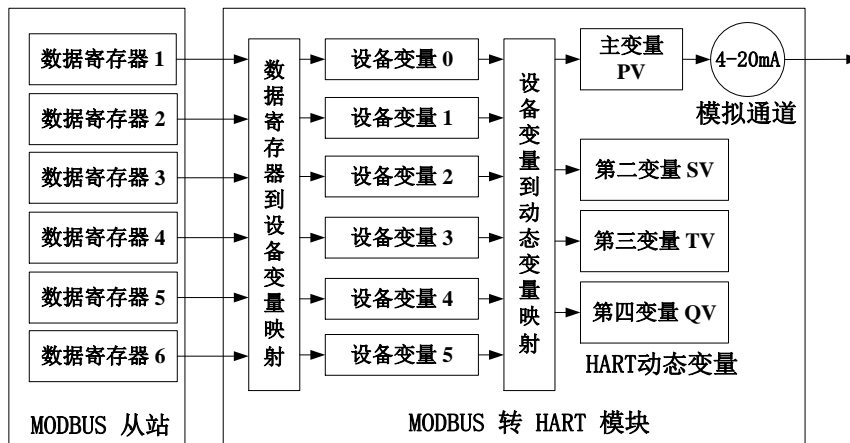 数据寄存器 1
数据寄存器 2
数据寄存器 3
数据寄存器 4
数据寄存器 5
数据寄存器 6
MODBUS 从站
数据寄存器到设备变量映射
设备变量 0
设备变量 1
设备变量 2
设备变量 3
设备变量 4
设备变量 5
设备变量到动态变量映射
主变量
PV
4-20mA
模拟通道
第二变量 SV
第三变量 TV
第四变量 QV
HART动态变量
MODBUS 转 HART 模块